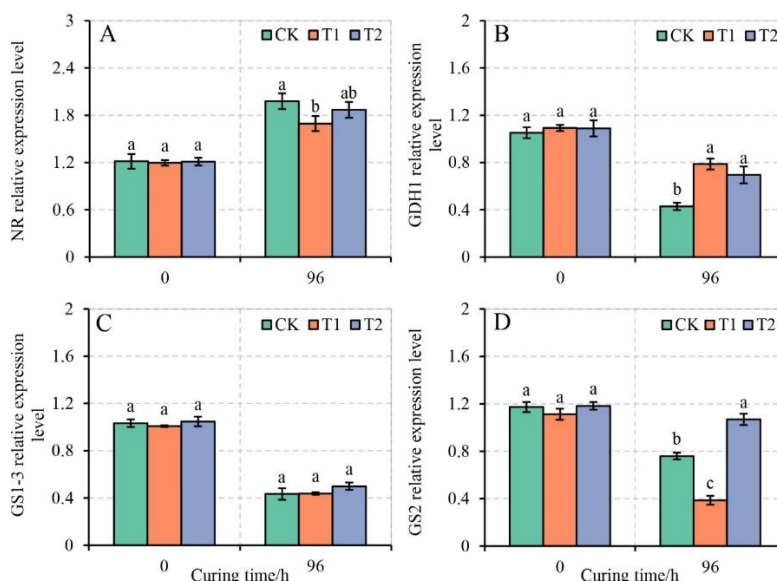 A
CK T1 T2
NR relative expression level
3
2.4
1.8
1.2
0.6
0
a a a
a b ab
0 96
B
CK T1 T2
GDH1 relative expression
level
2
1.6
1.2
0.8
0.4
0
a a a
b a a
0 96
C
CK T1 T2
GS1-3 relative expression
level
2
1.6
1.2
0.8
0.4
0
a a a
a a a
0 96
Curing time/h
D
CK T1 T2
GS2 relative expression level
2
1.6
1.2
0.8
0.4
0
a a a
b c a
0 96
Curing time/h